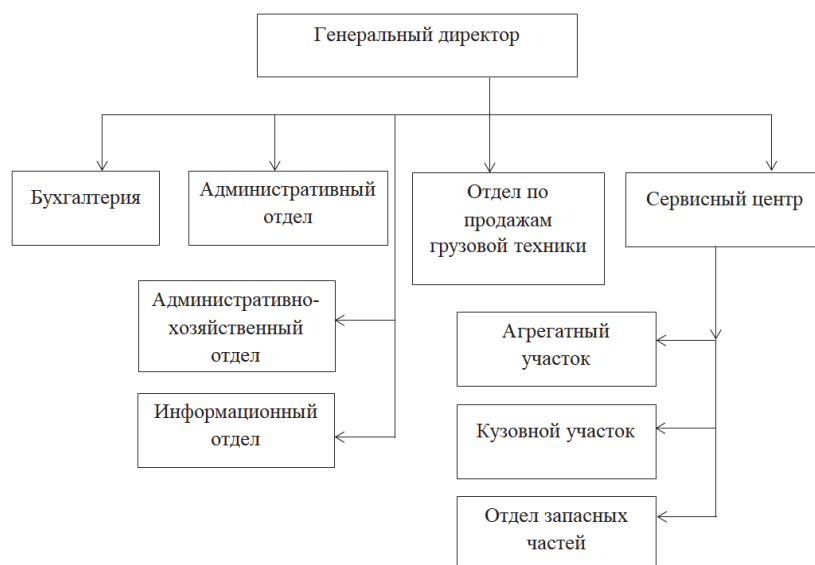 Генеральный директор
Бухгалтерия
Административный
отдел
Отдел по
продажам
грузовой техники
Сервисный центр
Административно-
хозяйственный
отдел
Информационный
отдел
Агрегатный
участок
Кузовной участок
Отдел запасных
частей